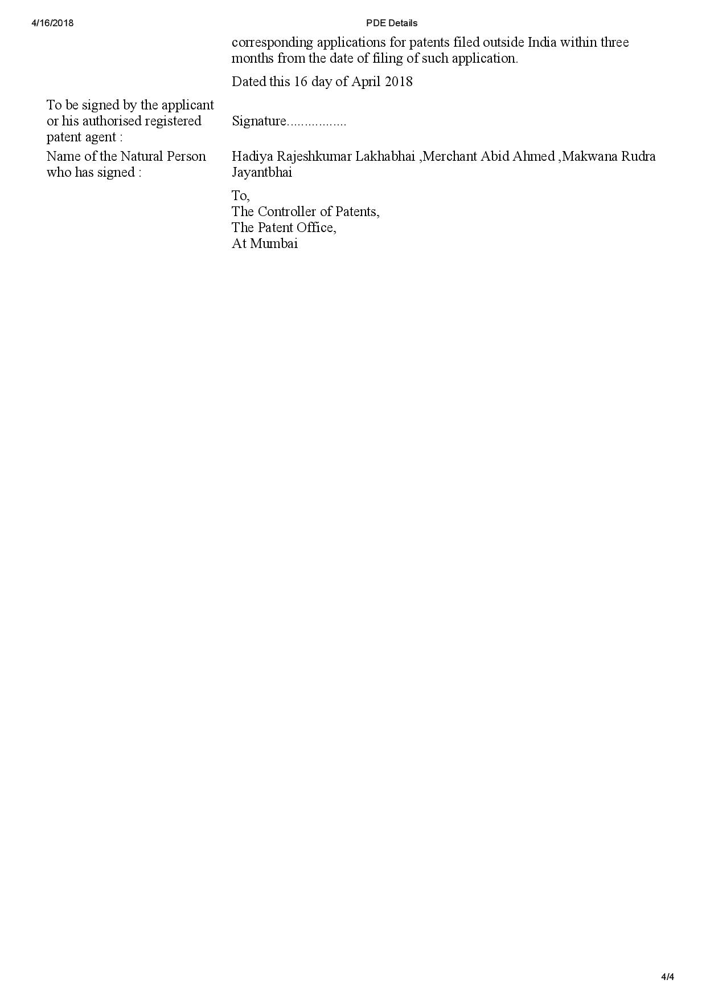 4/16/2018 PDE Details
corresponding applications for patents filed outside India within three
months from the date of filing of such application.
Dated this 16 day of April 2018
To be signed by the applicant
or his authorised registered
patent agent :
Signature.................
Name of the Natural Person
who has signed :
Hadiya Rajeshkumar Lakhabhai ,Merchant Abid Ahmed ,Makwana Rudra
Jayantbhai
To,
The Controller of Patents,
The Patent Office,
At Mumbai
4/4